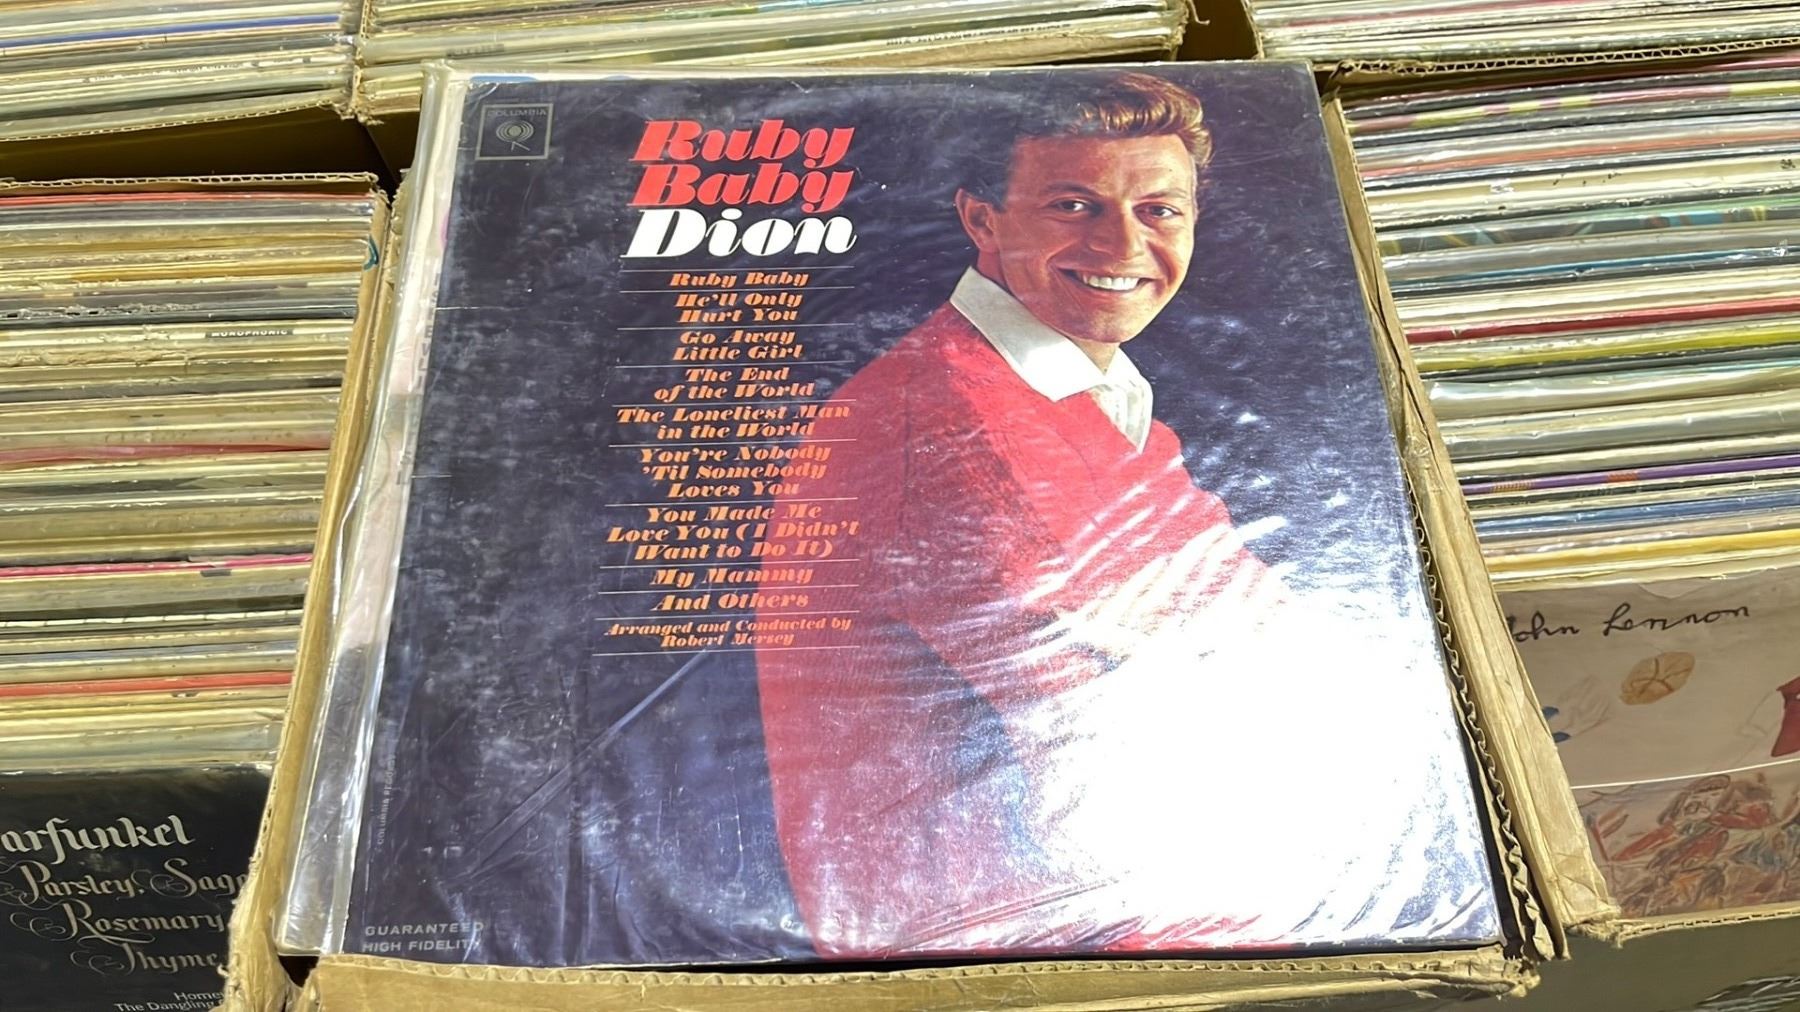 COLUMBIA
Ruby
Baby
Dion
Ruby Baby
He'll Only
Hurt You
Go Away
Little Girl
The End
of the World
The Loneliest Man
in the World
You're Nobody
'Til Somebody
Loves You
You Made Me
Love You (I Didn't
Want to Do It)
My Mammy
And Others
Arranged and Conducted by
Robert Mersey
GUARANTEED
HIGH FIDELITY
MONOPHONIC
arfunkel
Parsley, Sage
Rosemary
Thyme
Home
The Dangling
John Lennon